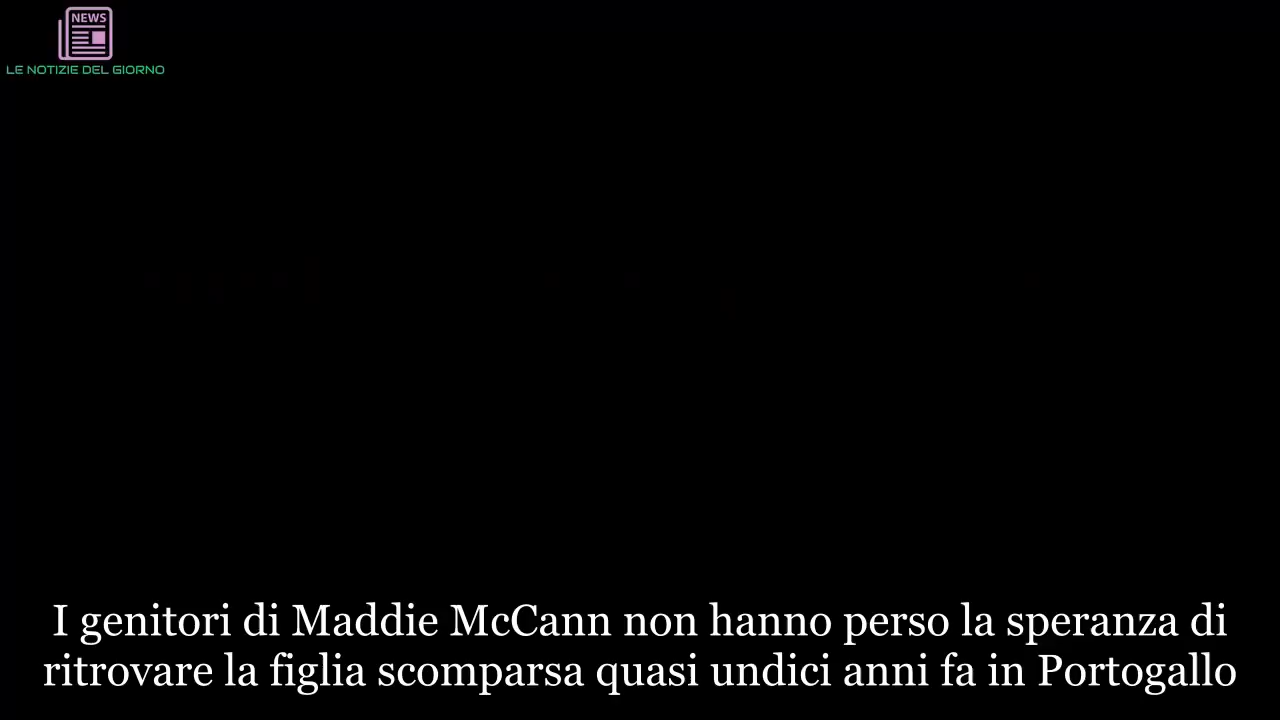 NEWS
LE NOTIZIE DEL GIORNO
I genitori di Maddie McCann non hanno perso la speranza di
ritrovare la figlia scomparsa quasi undici anni fa in Portogallo